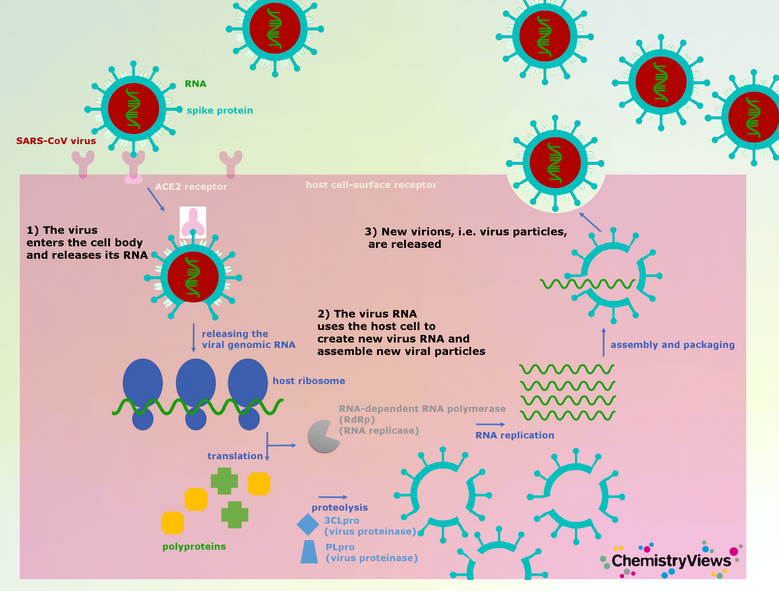 RNA
spike protein
SARS-CoV virus
ACE2 receptor
host cell-surface receptor
1) The virus
enters the cell body
and releases its RNA
3) New virions, i.e. virus particles,
are released
2) The virus RNA
uses the host cell to
create new virus RNA and
assemble new viral particles
releasing the
viral genomic RNA
assembly and packaging
host ribosome
RNA-dependent RNA polymerase
(RdRp)
(RNA replicase)
RNA replication
translation
proteolysis
3CLpro
(virus proteinase)
PLpro
(virus proteinase)
polyproteins
ChemistryViews